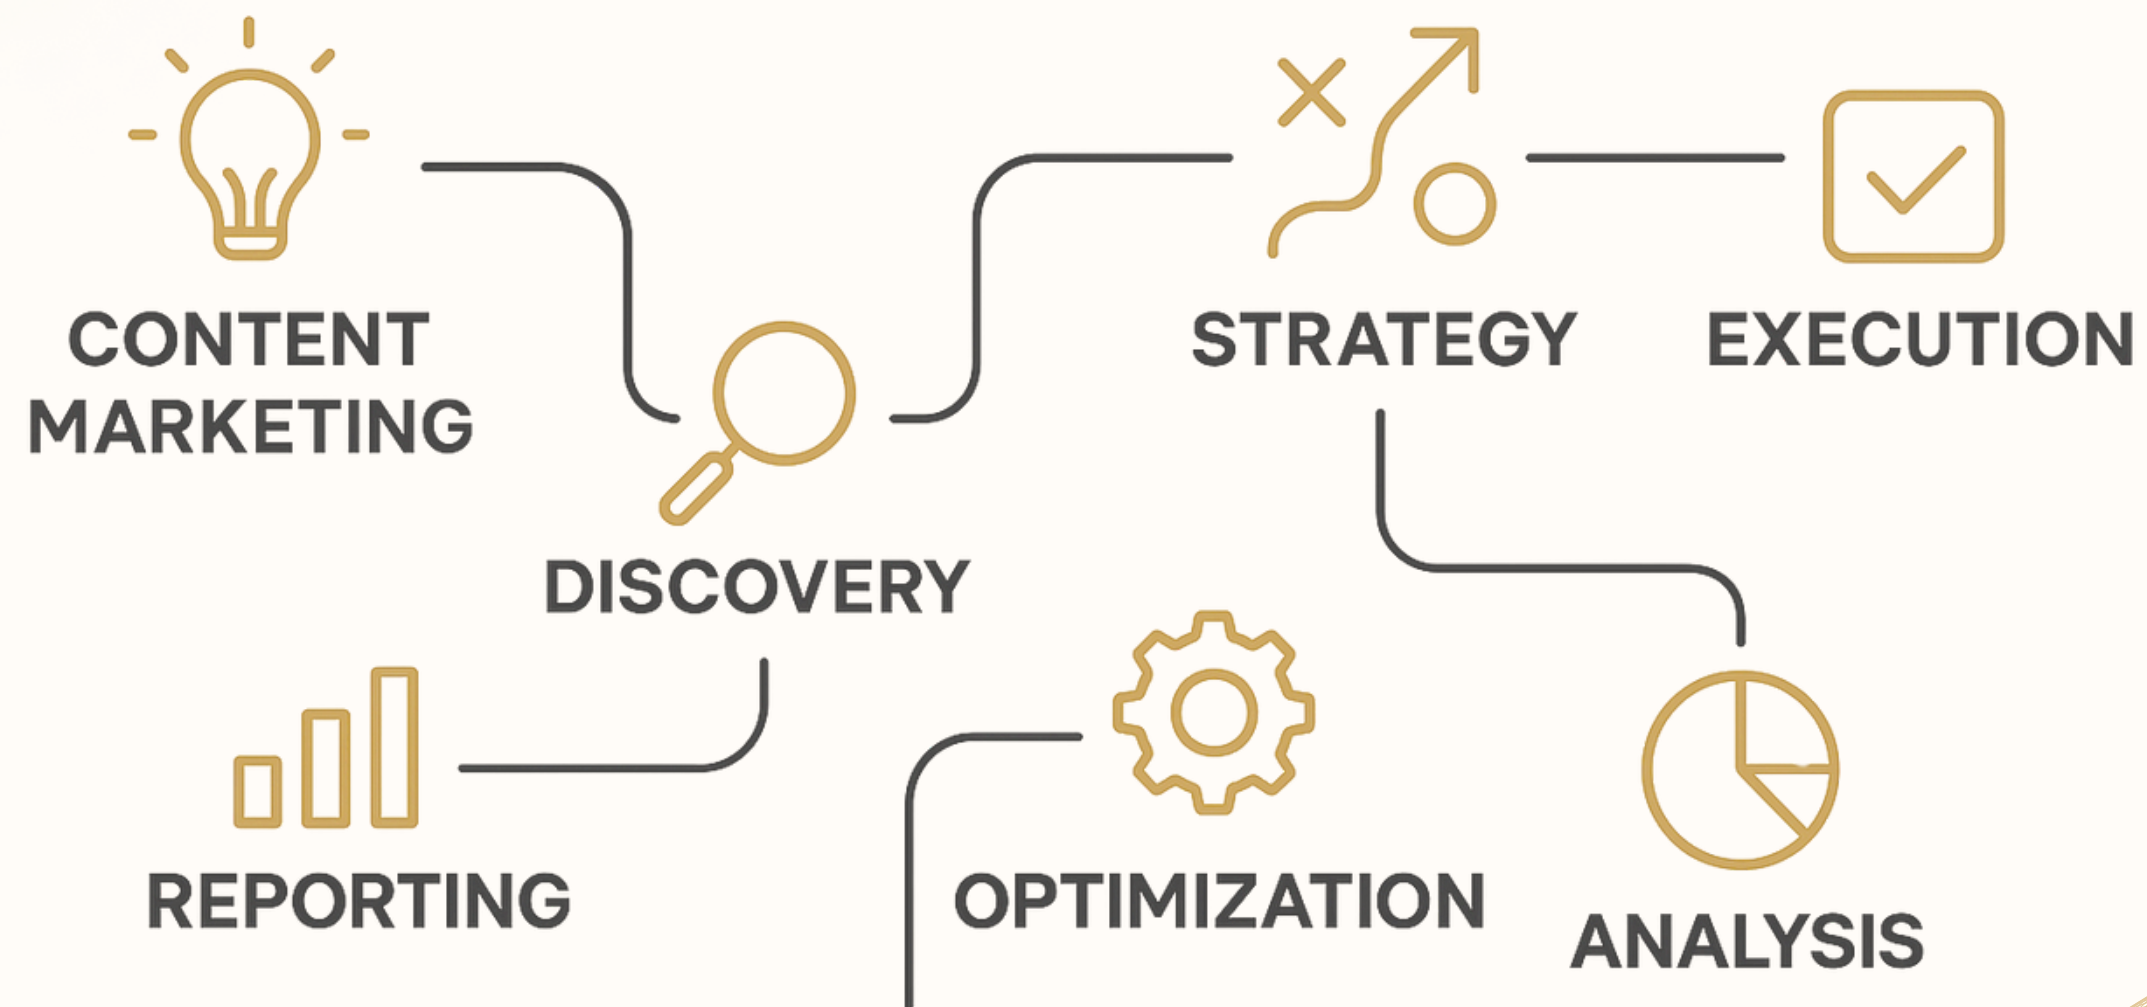 CONTENT
MARKETING
DISCOVERY
STRATEGY
EXECUTION
REPORTING
OPTIMIZATION
ANALYSIS